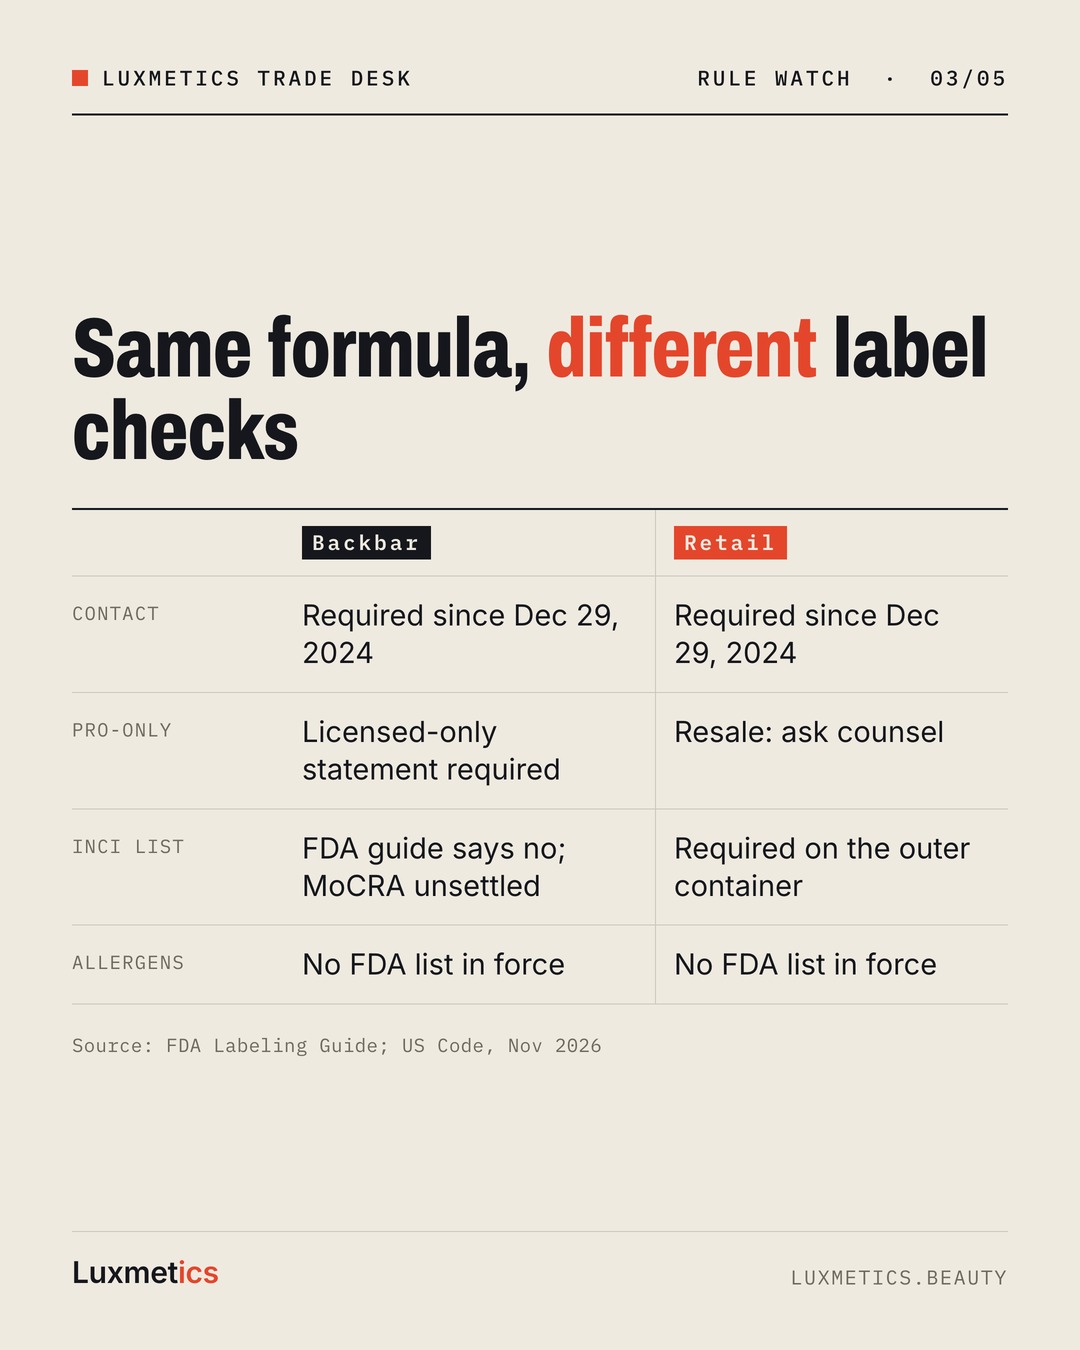 LUXMETICS TRADE DESK
RULE WATCH · 03/05
Same formula, different label
checks
Backbar
Retail
CONTACT
Required since Dec 29,
2024
Required since Dec
29, 2024
PRO-ONLY
Licensed-only
statement required
Resale: ask counsel
INCI LIST
FDA guide says no;
MoCRA unsettled
Required on the outer
container
ALLERGENS
No FDA list in force
No FDA list in force
Source: FDA Labeling Guide; US Code, Nov 2026
Luxmetics
LUXMETICS.BEAUTY